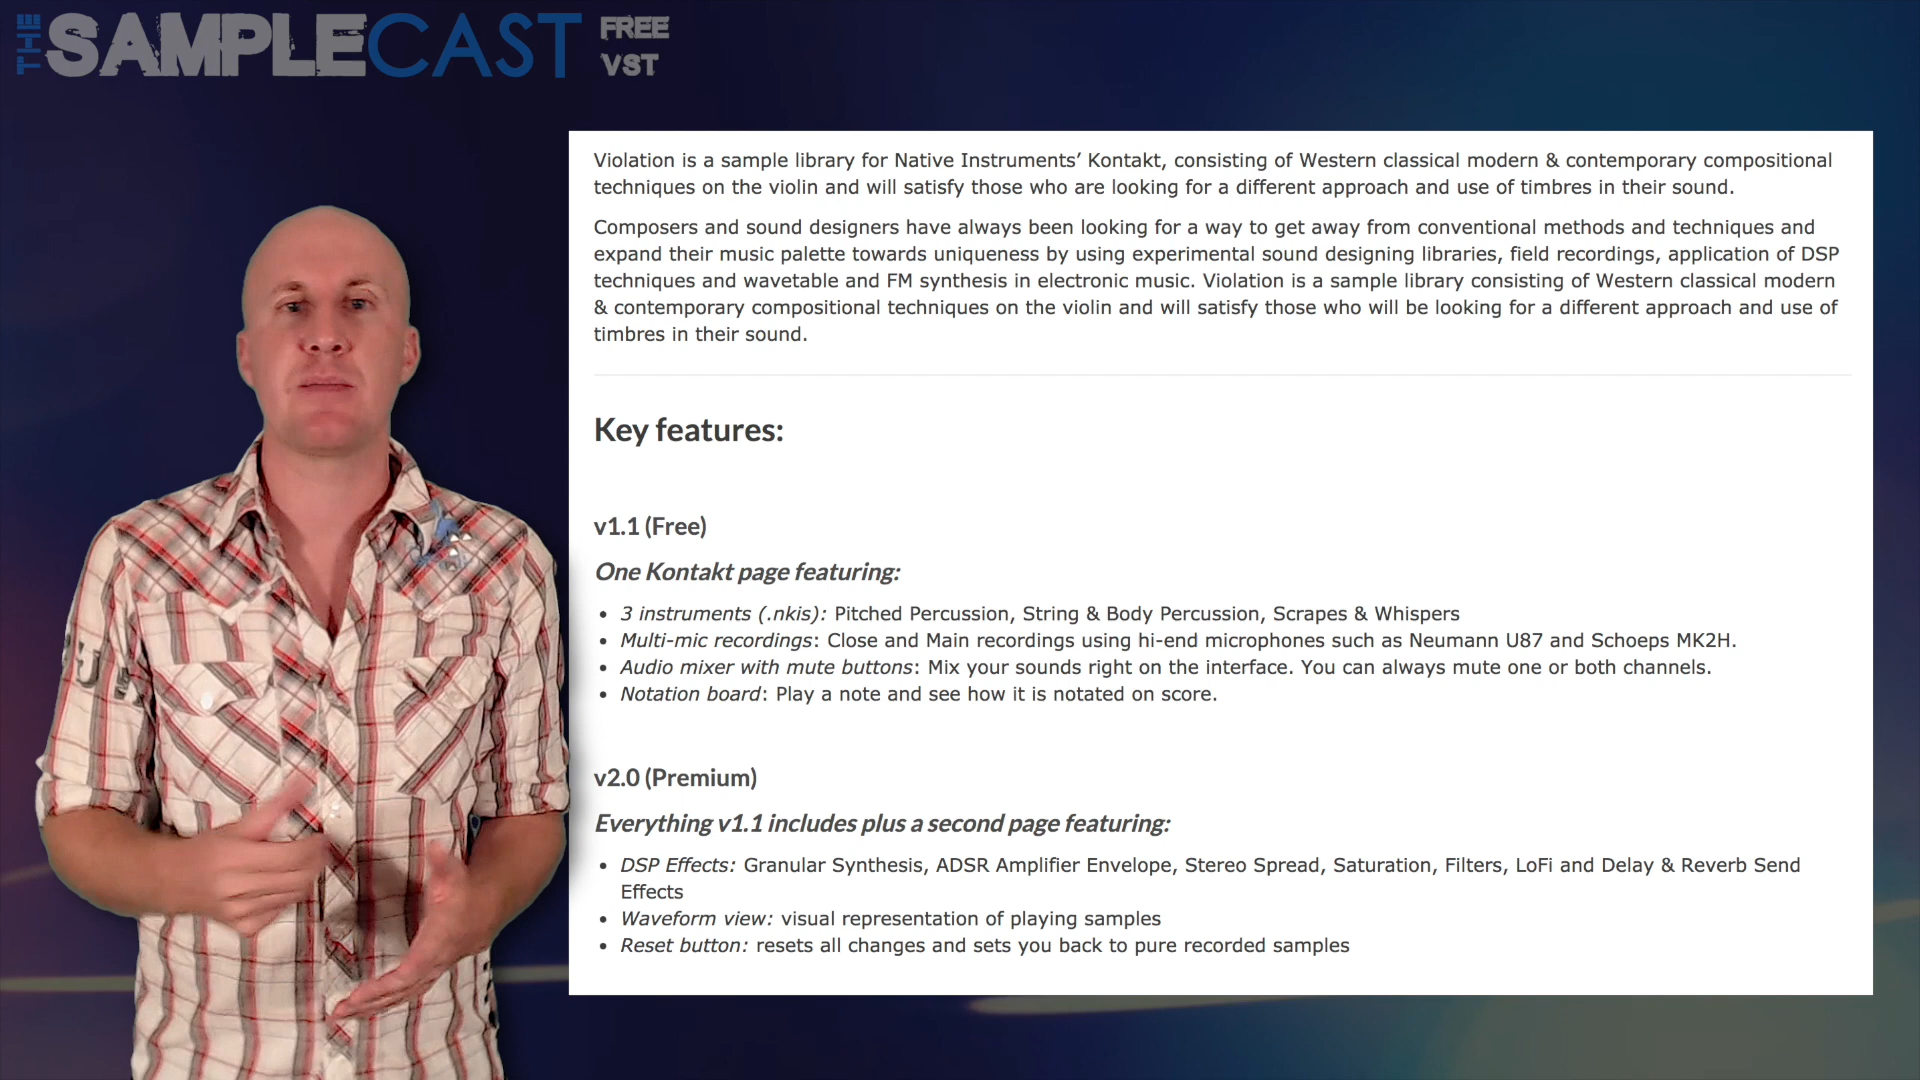 THE SAMPLECAST FREE VST
Violation is a sample library for Native Instruments’ Kontakt, consisting of Western classical modern & contemporary compositional
techniques on the violin and will satisfy those who are looking for a different approach and use of timbres in their sound.
Composers and sound designers have always been looking for a way to get away from conventional methods and techniques and
expand their music palette towards uniqueness by using experimental sound designing libraries, field recordings, application of DSP
techniques and wavetable and FM synthesis in electronic music. Violation is a sample library consisting of Western classical modern
& contemporary compositional techniques on the violin and will satisfy those who will be looking for a different approach and use of
timbres in their sound.
Key features:
v1.1 (Free)
One Kontakt page featuring:
• 3 instruments (.nkis): Pitched Percussion, String & Body Percussion, Scrapes & Whispers
• Multi-mic recordings: Close and Main recordings using hi-end microphones such as Neumann U87 and Schoeps MK2H.
• Audio mixer with mute buttons: Mix your sounds right on the interface. You can always mute one or both channels.
• Notation board: Play a note and see how it is notated on score.
v2.0 (Premium)
Everything v1.1 includes plus a second page featuring:
• DSP Effects: Granular Synthesis, ADSR Amplifier Envelope, Stereo Spread, Saturation, Filters, LoFi and Delay & Reverb Send
Effects
• Waveform view: visual representation of playing samples
• Reset button: resets all changes and sets you back to pure recorded samples